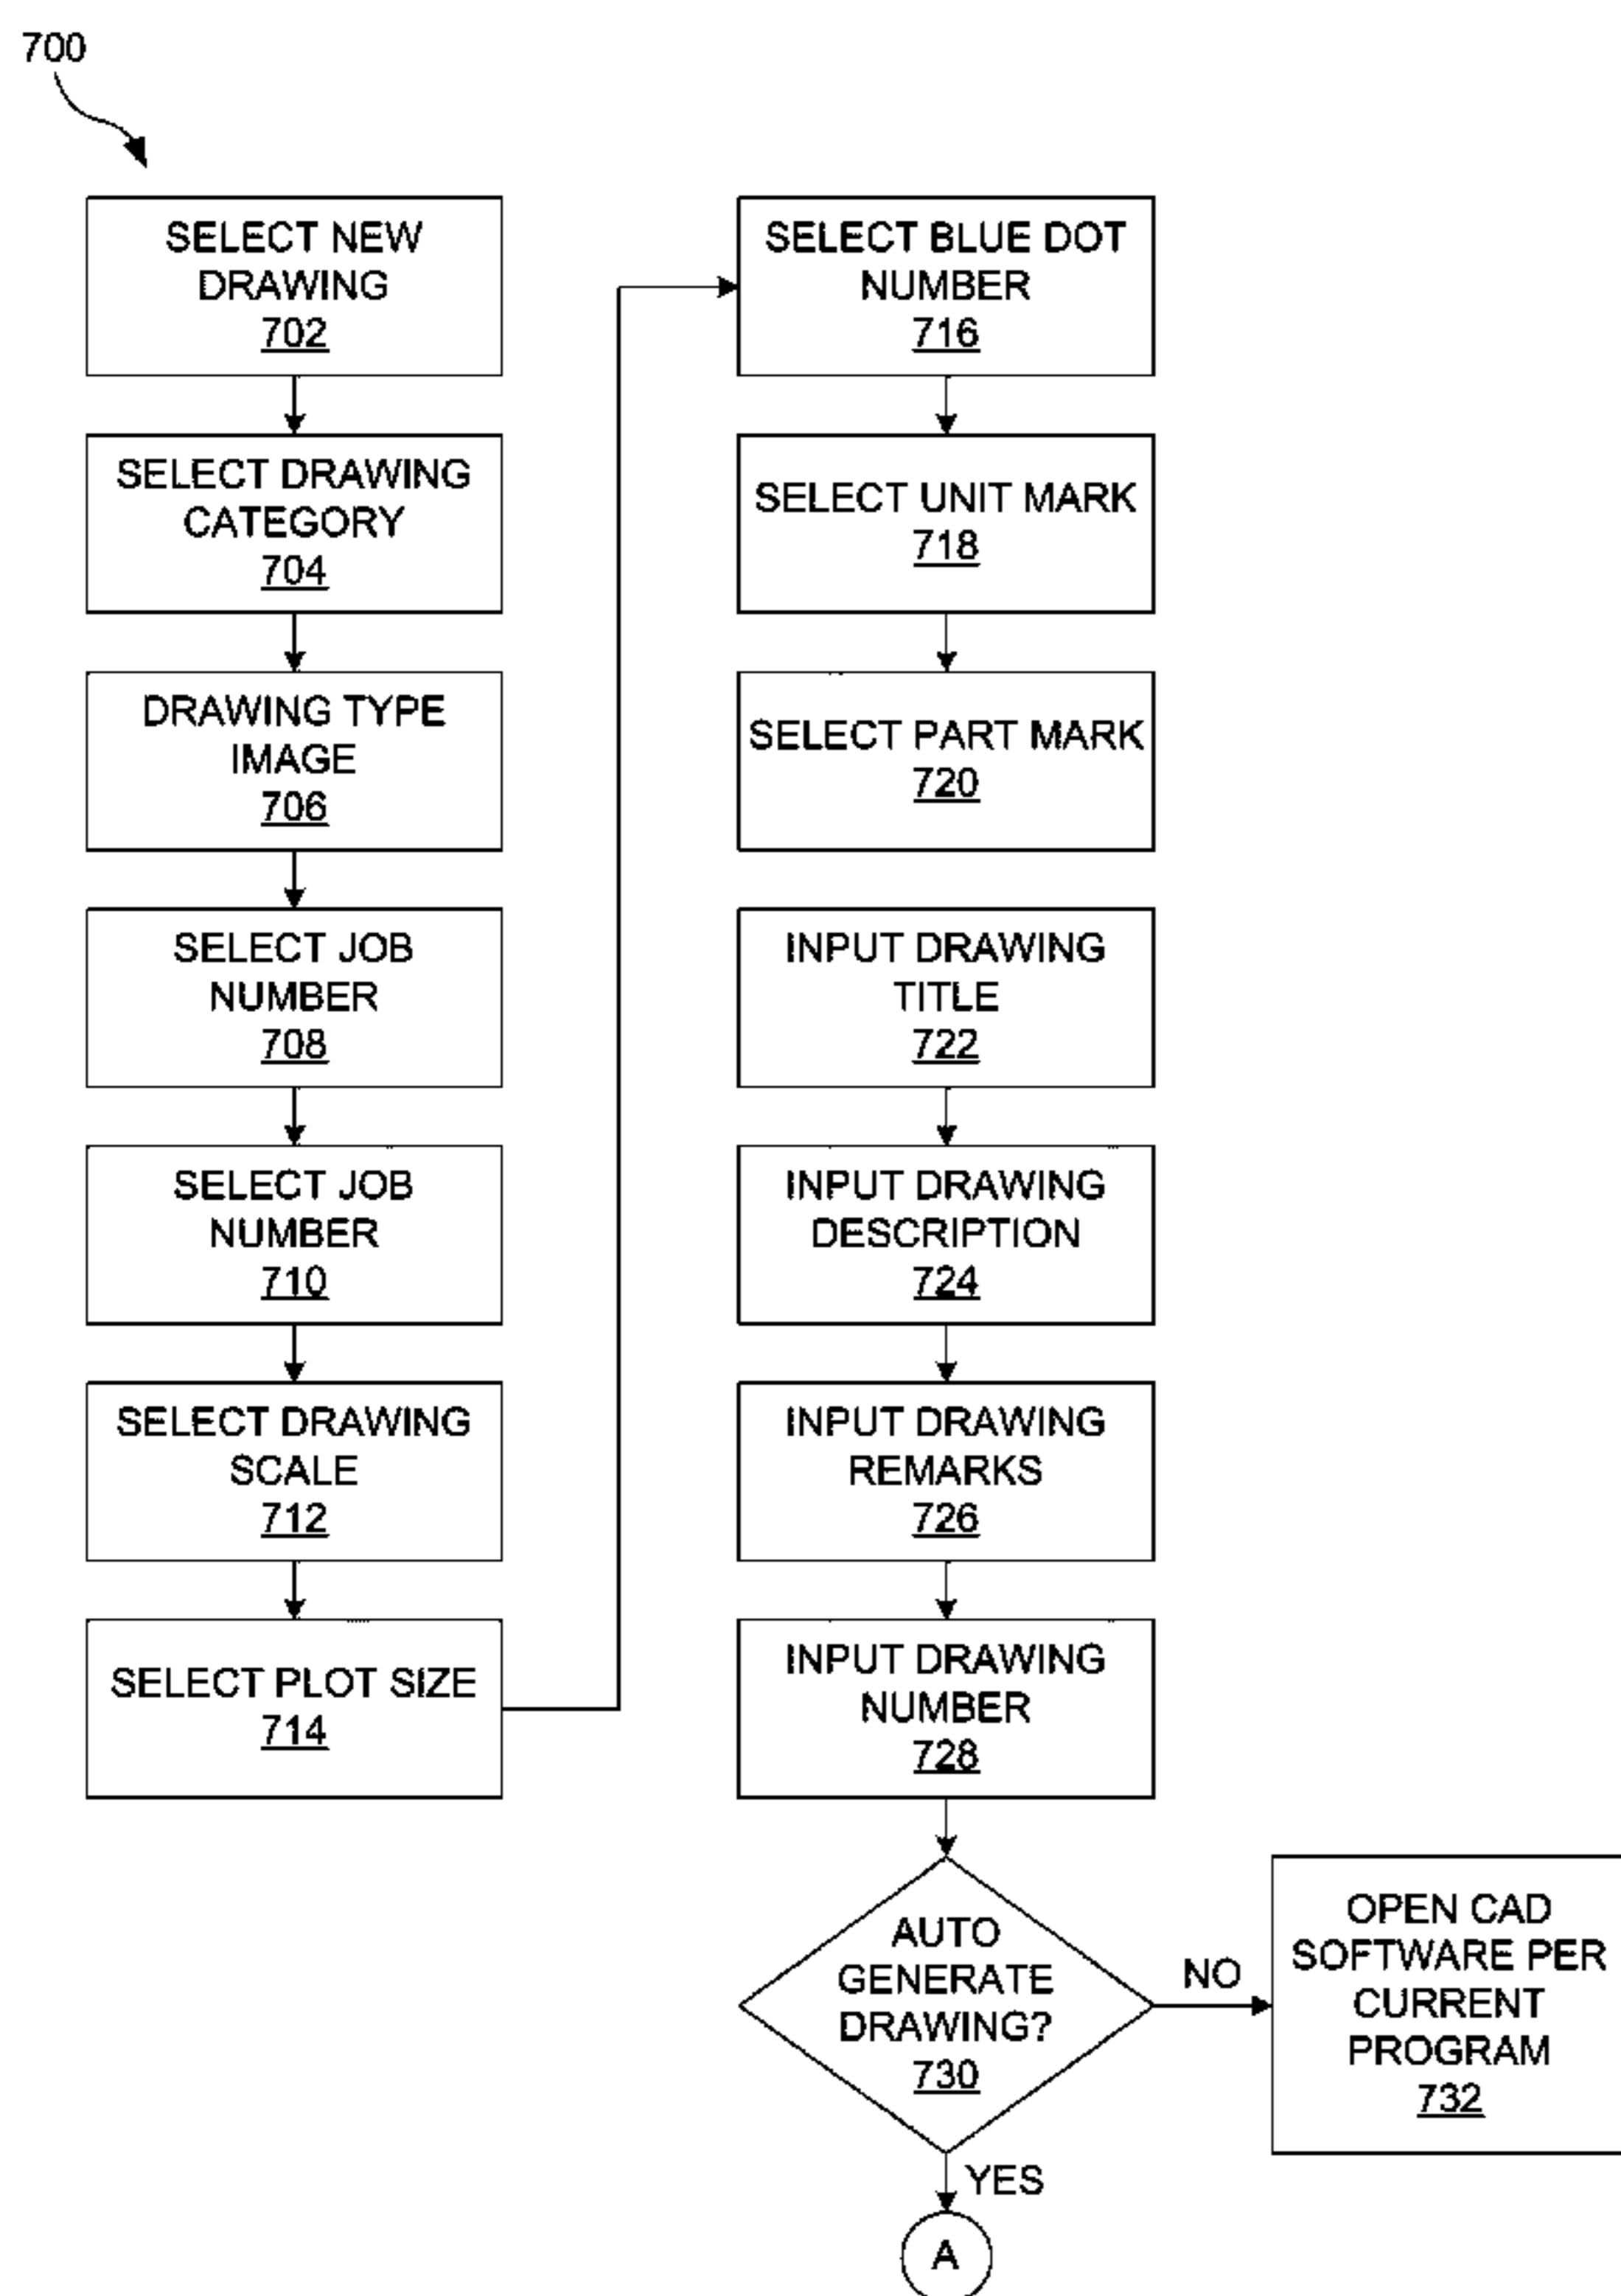 700
SELECT NEW
DRAWING
702
SELECT DRAWING
CATEGORY
704
DRAWING TYPE
IMAGE
706
SELECT JOB
NUMBER
708
SELECT JOB
NUMBER
710
SELECT DRAWING
SCALE
712
SELECT PLOT SIZE
714
SELECT BLUE DOT
NUMBER
716
SELECT UNIT MARK
718
SELECT PART MARK
720
INPUT DRAWING
TITLE
722
INPUT DRAWING
DESCRIPTION
724
INPUT DRAWING
REMARKS
726
INPUT DRAWING
NUMBER
728
AUTO
GENERATE
DRAWING?
730
NO
OPEN CAD
SOFTWARE PER
CURRENT
PROGRAM
732
YES
A